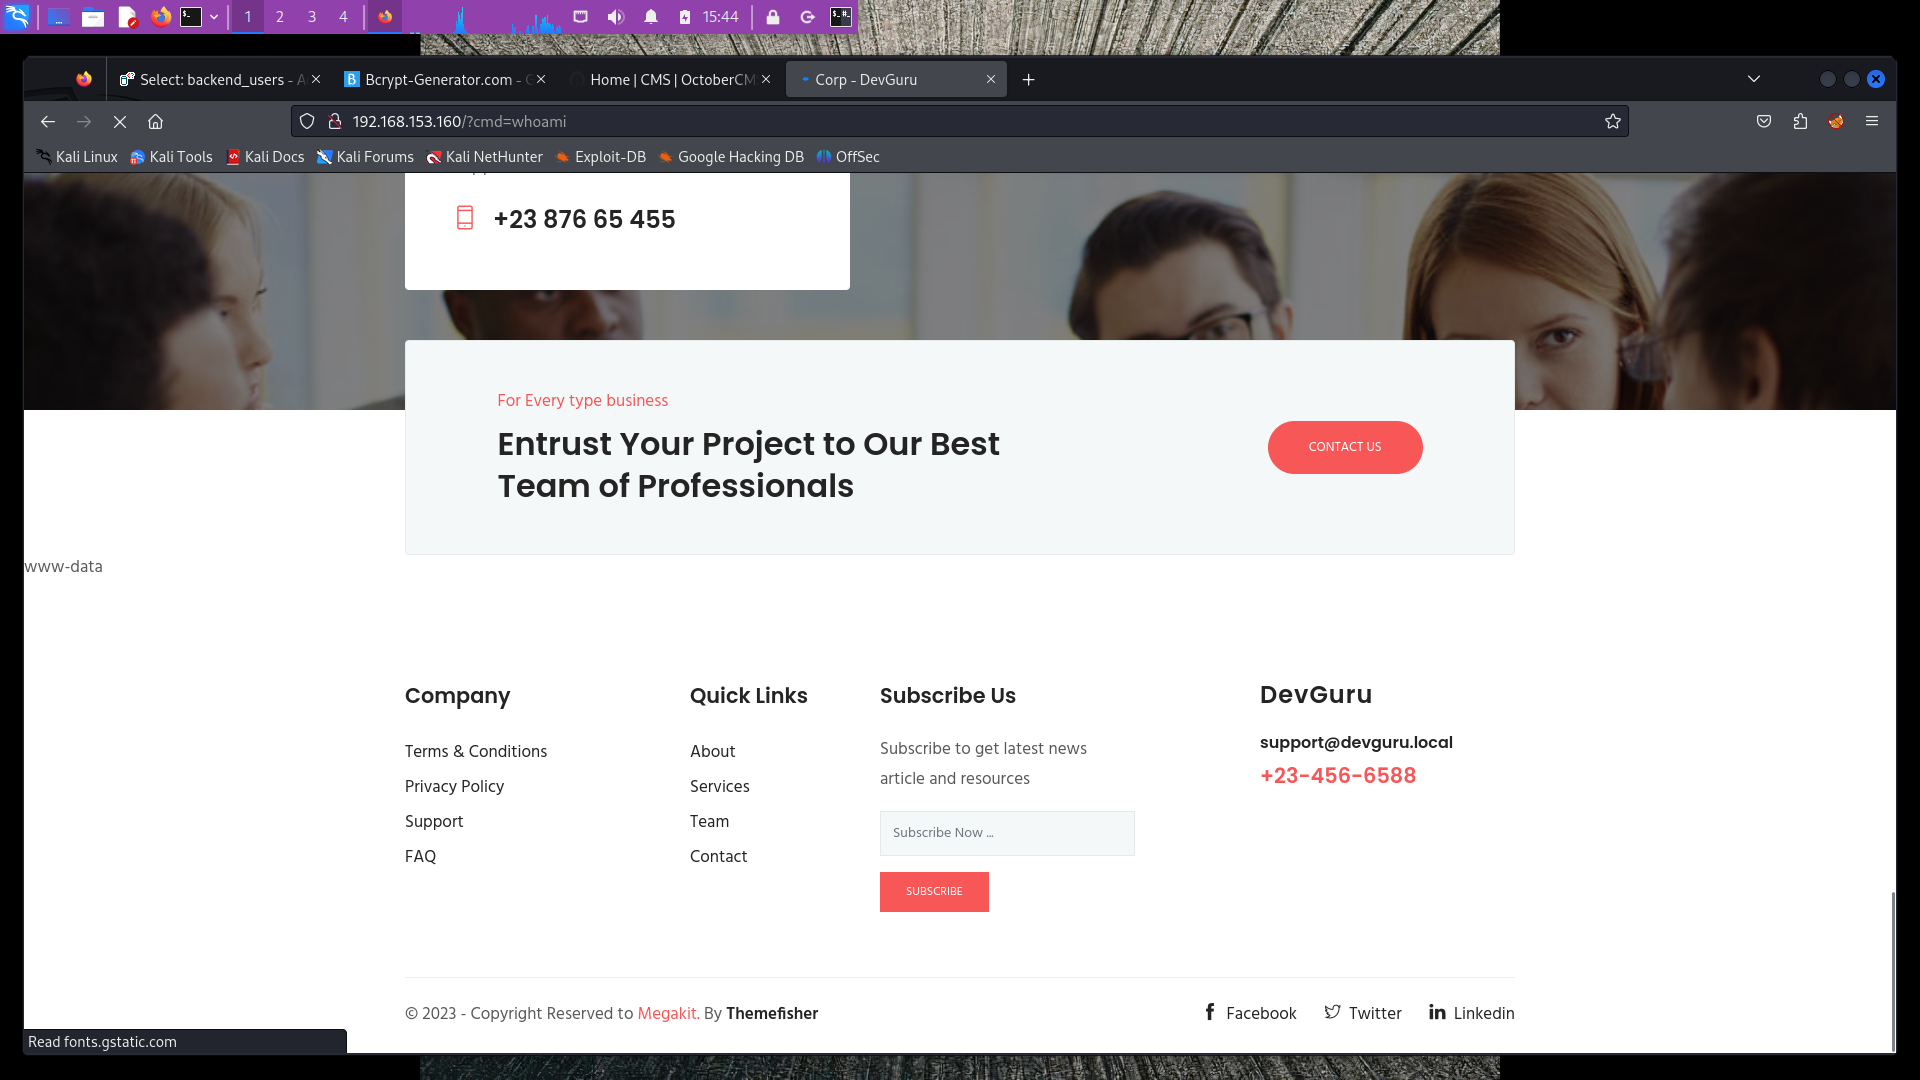 1 2 3 4 15:44
Select: backend_users - A
Bcrypt-Generator.com - G
Home | CMS | OctoberCM
Corp - DevGuru
192.168.153.160/?cmd=whoami
Kali Linux Kali Tools Kali Docs Kali Forums Kali NetHunter Exploit-DB Google Hacking DB OffSec
+23 876 65 455
For Every type business
Entrust Your Project to Our Best
Team of Professionals
CONTACT US
www-data
Company
Terms & Conditions
Privacy Policy
Support
FAQ
Quick Links
About
Services
Team
Contact
Subscribe Us
Subscribe to get latest news
article and resources
Subscribe Now ...
SUBSCRIBE
DevGuru
support@devguru.local
+23-456-6588
© 2023 - Copyright Reserved to Megakit. By Themefisher
Facebook Twitter Linkedin
Read fonts.gstatic.com